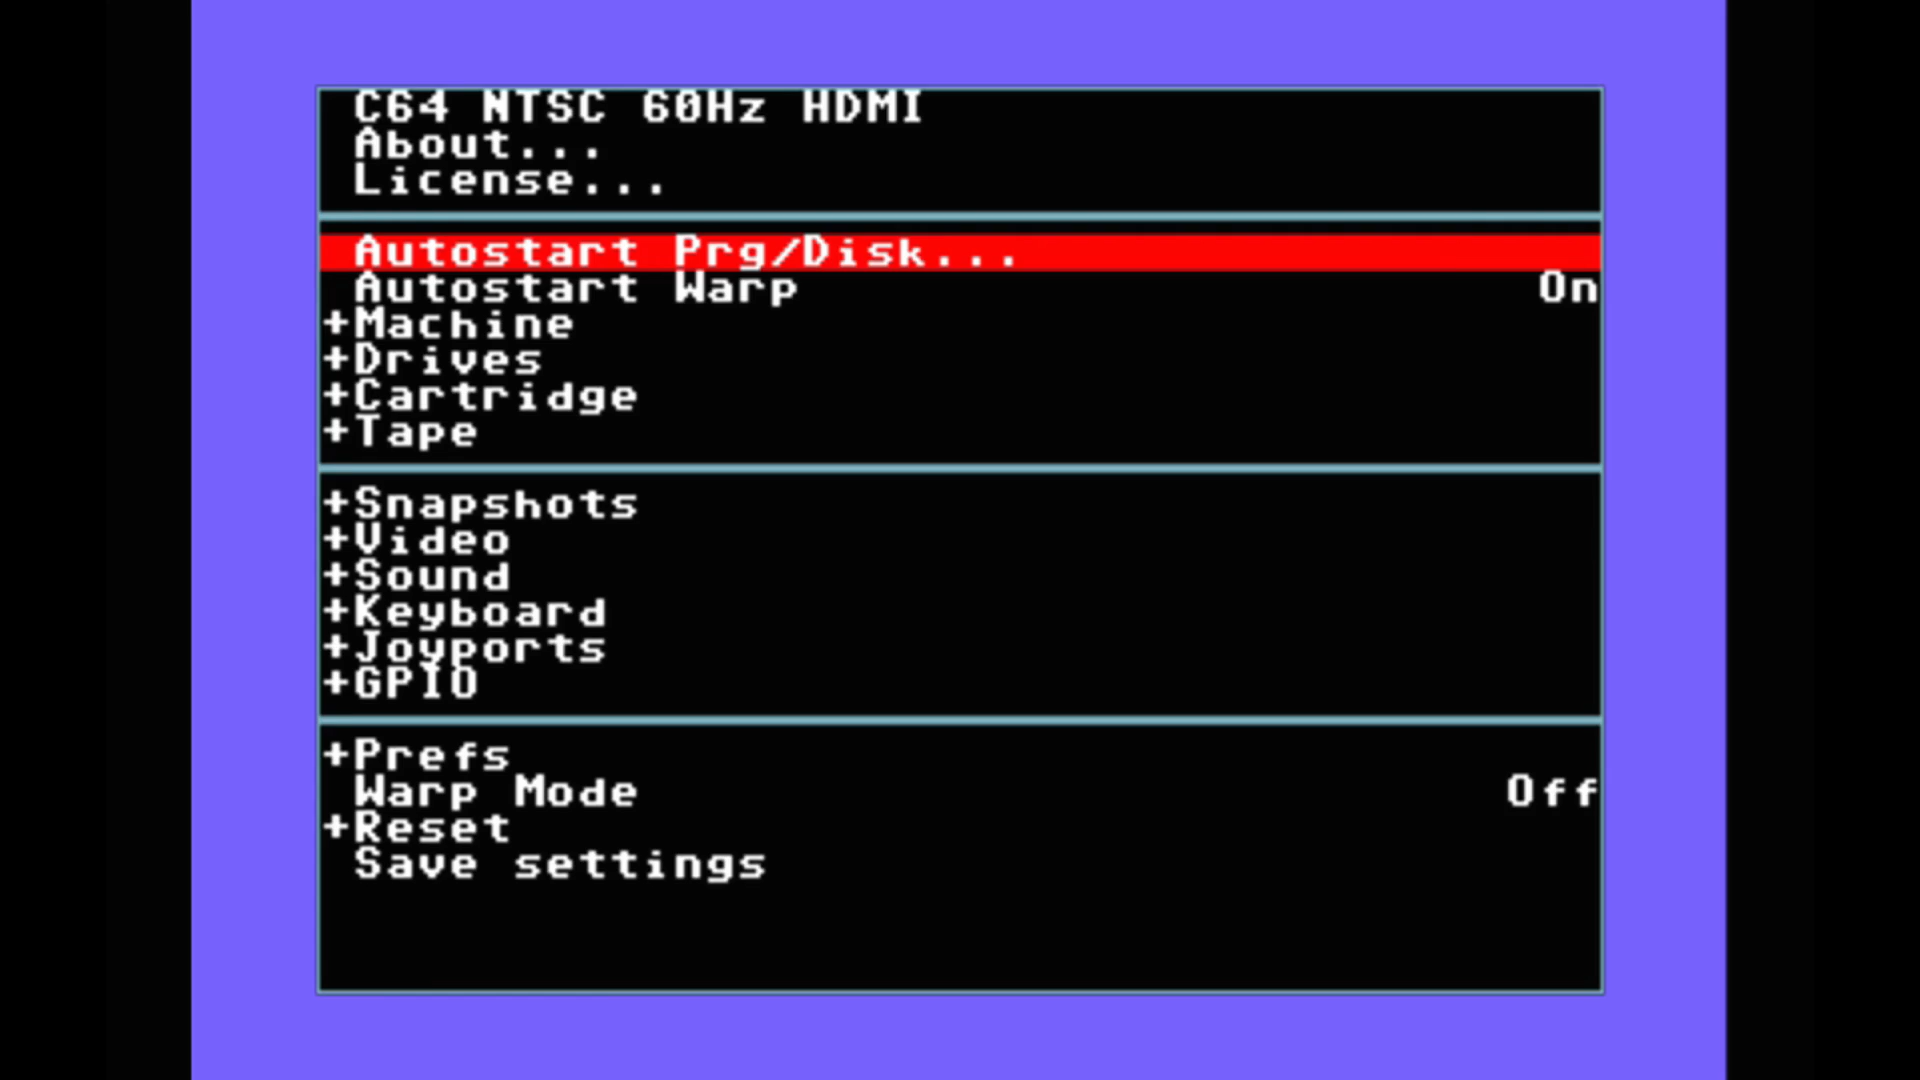 C64 NTSC 60Hz HDMI
About...
License...
Autostart Prg/Disk...
Autostart Warp On
+Machine
+Drives
+Cartridge
+Tape
+Snapshots
+Video
+Sound
+Keyboard
+Joyports
+GPIO
+Prefs
Warp Mode Off
+Reset
Save settings